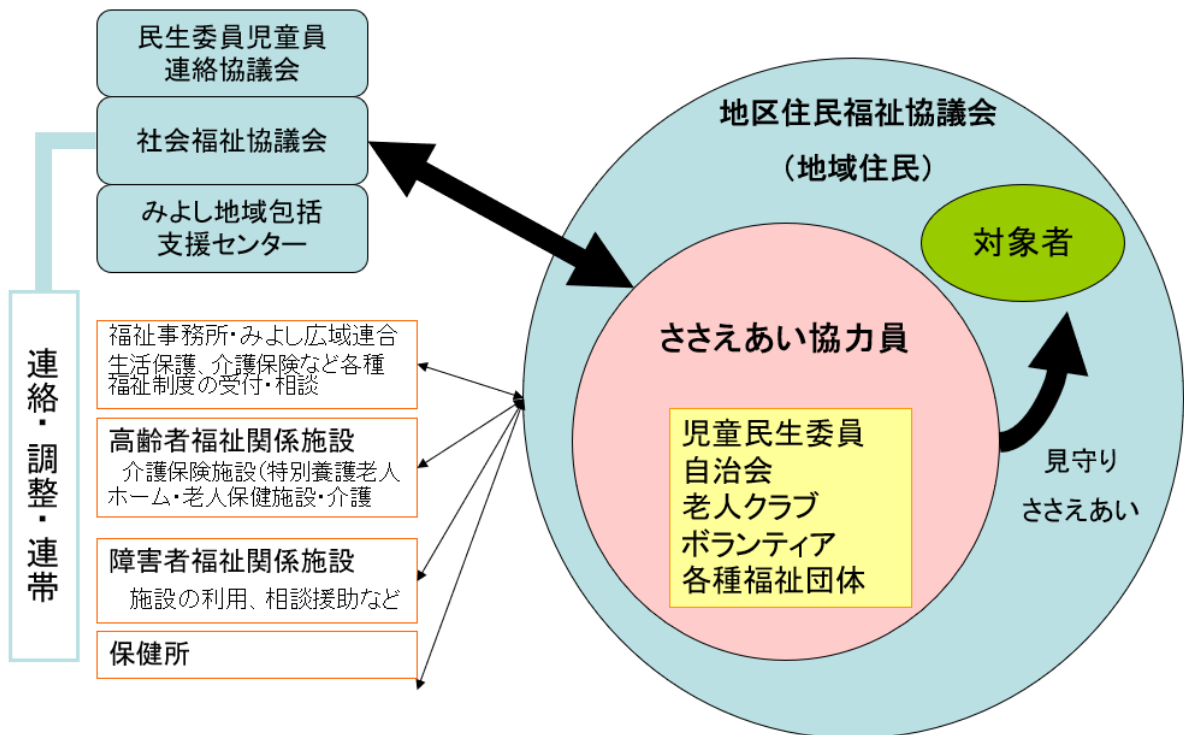 民生委員児童員
連絡協議会
社会福祉協議会
みよし地域包括
支援センター
連絡・調整・連帯
福祉事務所・みよし広域連合
生活保護、介護保険など各種
福祉制度の受付・相談
高齢者福祉関係施設
介護保険施設(特別養護老人
ホーム・老人保健施設・介護
障害者福祉関係施設
施設の利用、相談援助など
保健所
地区住民福祉協議会
(地域住民)
対象者
ささえあい協力員
児童民生委員
自治会
老人クラブ
ボランティア
各種福祉団体
見守り
ささえあい